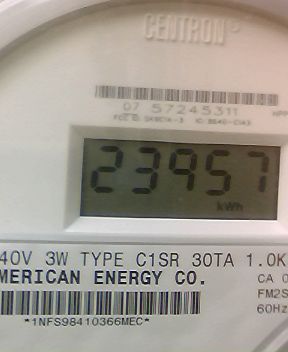 CENTRON®
07 57245311
23957
kWh
40V 3W TYPE C1SR 30TA 1.0K
MERICAN ENERGY CO.
CA 0
FM2S
60Hz
*1NFS98410366MEC*